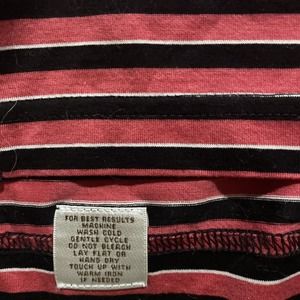 FOR BEST RESULTS
MACHINE
WASH COLD
GENTLE CYCLE
DO NOT BLEACH
LAY FLAT OR
HAND DRY
TOUCH UP WITH
WARM IRON
IF NEEDED